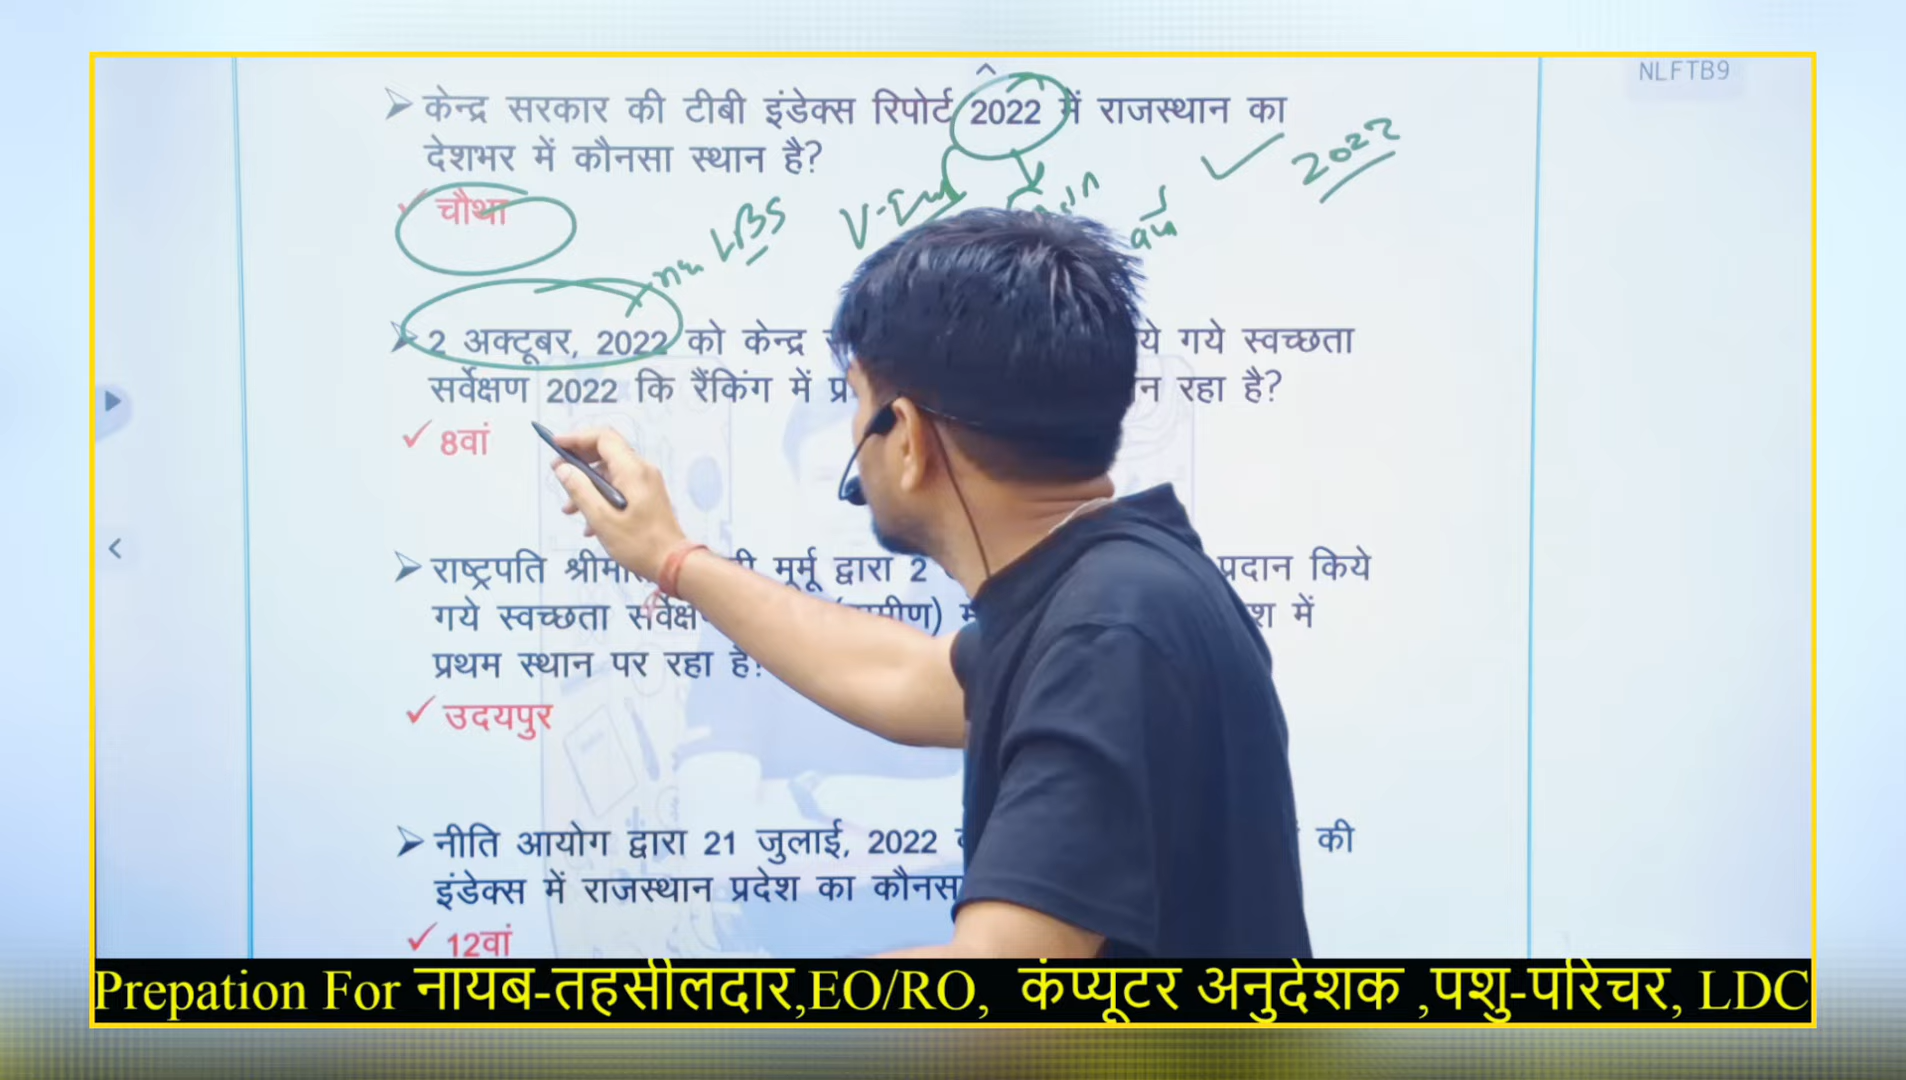 NLFTB9
केन्द्र सरकार की टीबी इंडेक्स रिपोर्ट 2022 में राजस्थान का
देशभर में कौनसा स्थान है?
2022
चौथा
LBS
2 अक्टूबर, 2022 को केन्द्र ये गये स्वच्छता
सर्वेक्षण 2022 कि रैंकिंग में न रहा है?
8वां
राष्ट्रपति मूर्मू द्वारा 2 प्रदान किये
गये स्वच्छता में
प्रथम स्थान पर रहा है?
उदयपुर
नीति आयोग द्वारा 21 जुलाई, 2022 की
इंडेक्स में राजस्थान प्रदेश का
12वां
Prepation For नायब-तहसीलदार,EO/RO, कंप्यूटर अनुदेशक ,पशु-परिचर, LDC